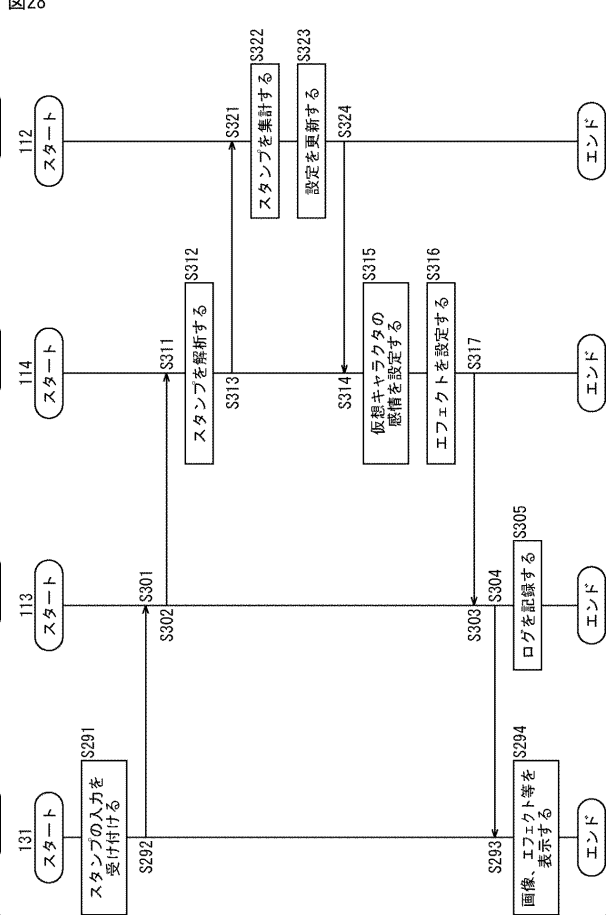 図28
131
113
114
112
スタート
スタート
スタート
スタート
S291
スタンプの入力を
受け付ける
S292
S301
S302
S311
S312
スタンプを解析する
S313
S321
S322
スタンプを集計する
S323
設定を更新する
S324
S314
S315
仮想キャラクタの
感情を設定する
S316
エフェクトを設定する
S317
S303
S304
S293
S305
ログを記録する
S294
画像、エフェクト等を
表示する
エンド
エンド
エンド
エンド